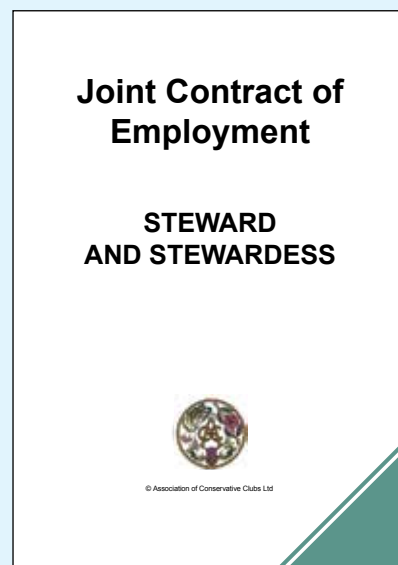 Joint Contract of
Employment
STEWARD
AND STEWARDESS
© Association of Conservative Clubs Ltd